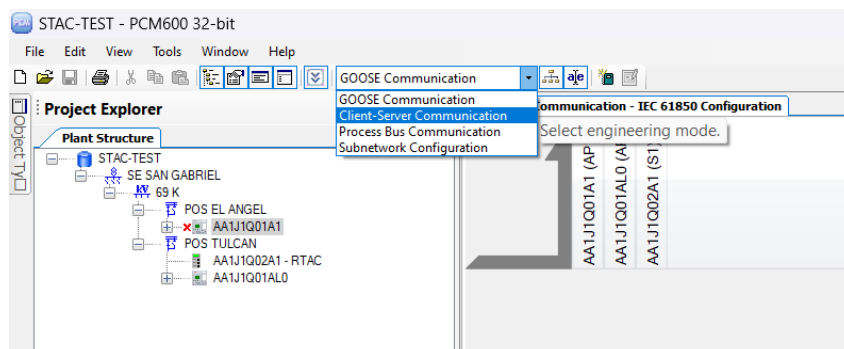 STAC-TEST - PCM600 32-bit
File Edit View Tools Window Help
GOOSE Communication
GOOSE Communication
Client-Server Communication
Process Bus Communication
Subnetwork Configuration
Communication - IEC 61850 Configuration
Select engineering mode.
Object Ty
Project Explorer
Plant Structure
STAC-TEST
SE SAN GABRIEL
69 K
POS EL ANGEL
AA1J1Q01A1
POS TULCAN
AA1J1Q02A1 - RTAC
AA1J1Q01AL0
AA1J1Q01A1 (AP
AA1J1Q01AL0 (A
AA1J1Q02A1 (S1)